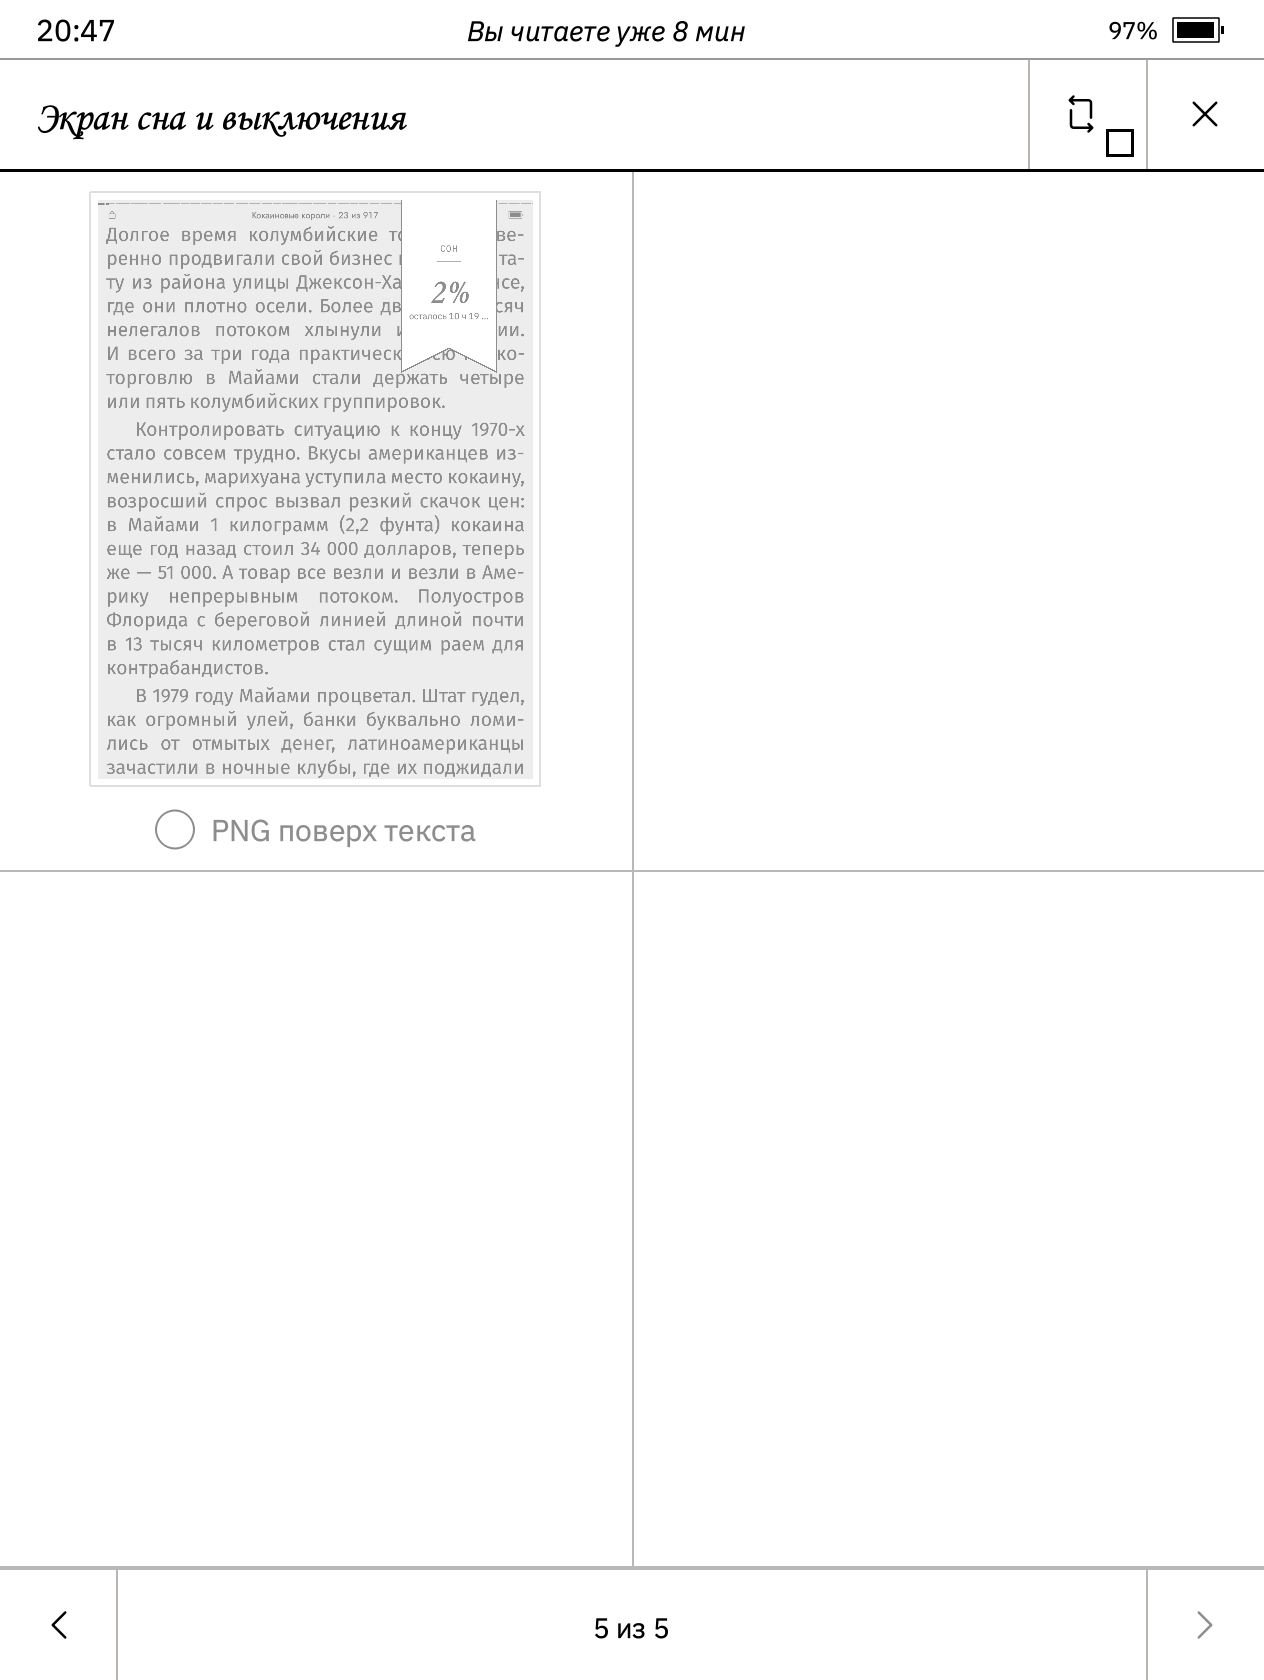 20:47
Вы читаете уже 8 мин
97%
Экран сна и выключения
Кокаиновые короли - 23 из 917
Долгое время колумбийские
ренно продвигали свой бизнес
ту из района улицы Джексон-Ха
где они плотно осели. Более
нелегалов потоком хлынули
И всего за три года практическ
торговлю в Майами стали держать четыре
или пять колумбийских группировок.
СОН
2%
осталось 10 ч 19 ...
Контролировать ситуацию к концу 1970-х
стало совсем трудно. Вкусы американцев из-
менились, марихуана уступила место кокаину,
возросший спрос вызвал резкий скачок цен:
в Майами 1 килограмм (2,2 фунта) кокаина
еще год назад стоил 34 000 долларов, теперь
же — 51 000. А товар все везли и везли в Аме-
рику непрерывным потоком. Полуостров
Флорида с береговой линией длиной почти
в 13 тысяч километров стал сущим раем для
контрабандистов.
В 1979 году Майами процветал. Штат гудел,
как огромный улей, банки буквально ломи-
лись от отмытых денег, латиноамериканцы
зачастили в ночные клубы, где их поджидали
PNG поверх текста
5 из 5